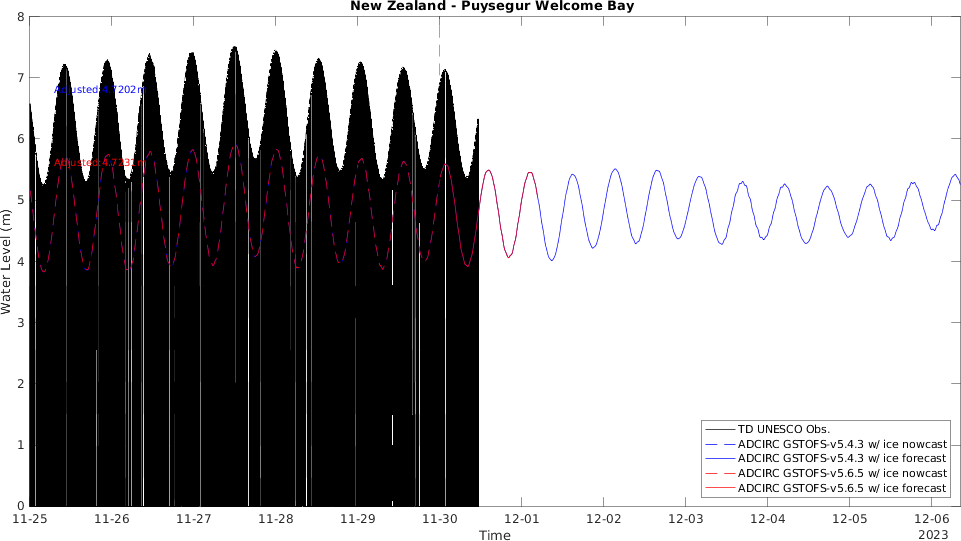 New Zealand - Puysegur Welcome Bay
8
7
6
5
4
3
2
1
0
Water Level (m)
Adjusted:4.7202m
11-25
11-26
11-27
11-28
11-29
11-30
12-01
12-02
12-03
12-04
12-05
12-06
Time
2023
TD UNESCO Obs.
ADCIRC GSTOFS-v5.4.3 w/ ice nowcast
ADCIRC GSTOFS-v5.4.3 w/ ice forecast
ADCIRC GSTOFS-v5.6.5 w/ ice nowcast
ADCIRC GSTOFS-v5.6.5 w/ ice forecast